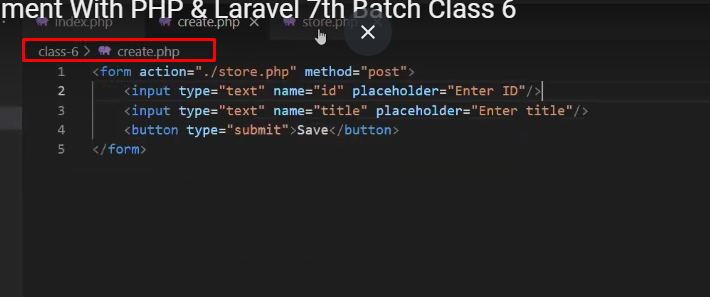 ment With PHP & Laravel 7th Batch Class 6
index.php create.php store.php
class-6 > create.php
1 <form action="./store.php" method="post">
2 <input type="text" name="id" placeholder="Enter ID"/>
3 <input type="text" name="title" placeholder="Enter title"/>
4 <button type="submit">Save</button>
5 </form>